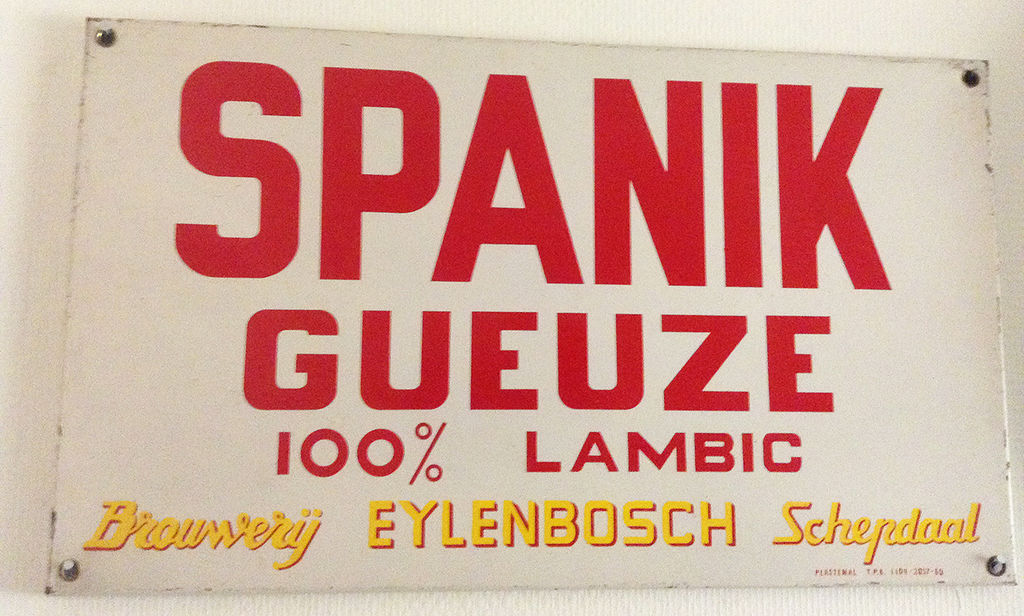 SPANIK
GUEUZE
100% LAMBIC
Brouwerij EYLENBOSCH Schepdaal